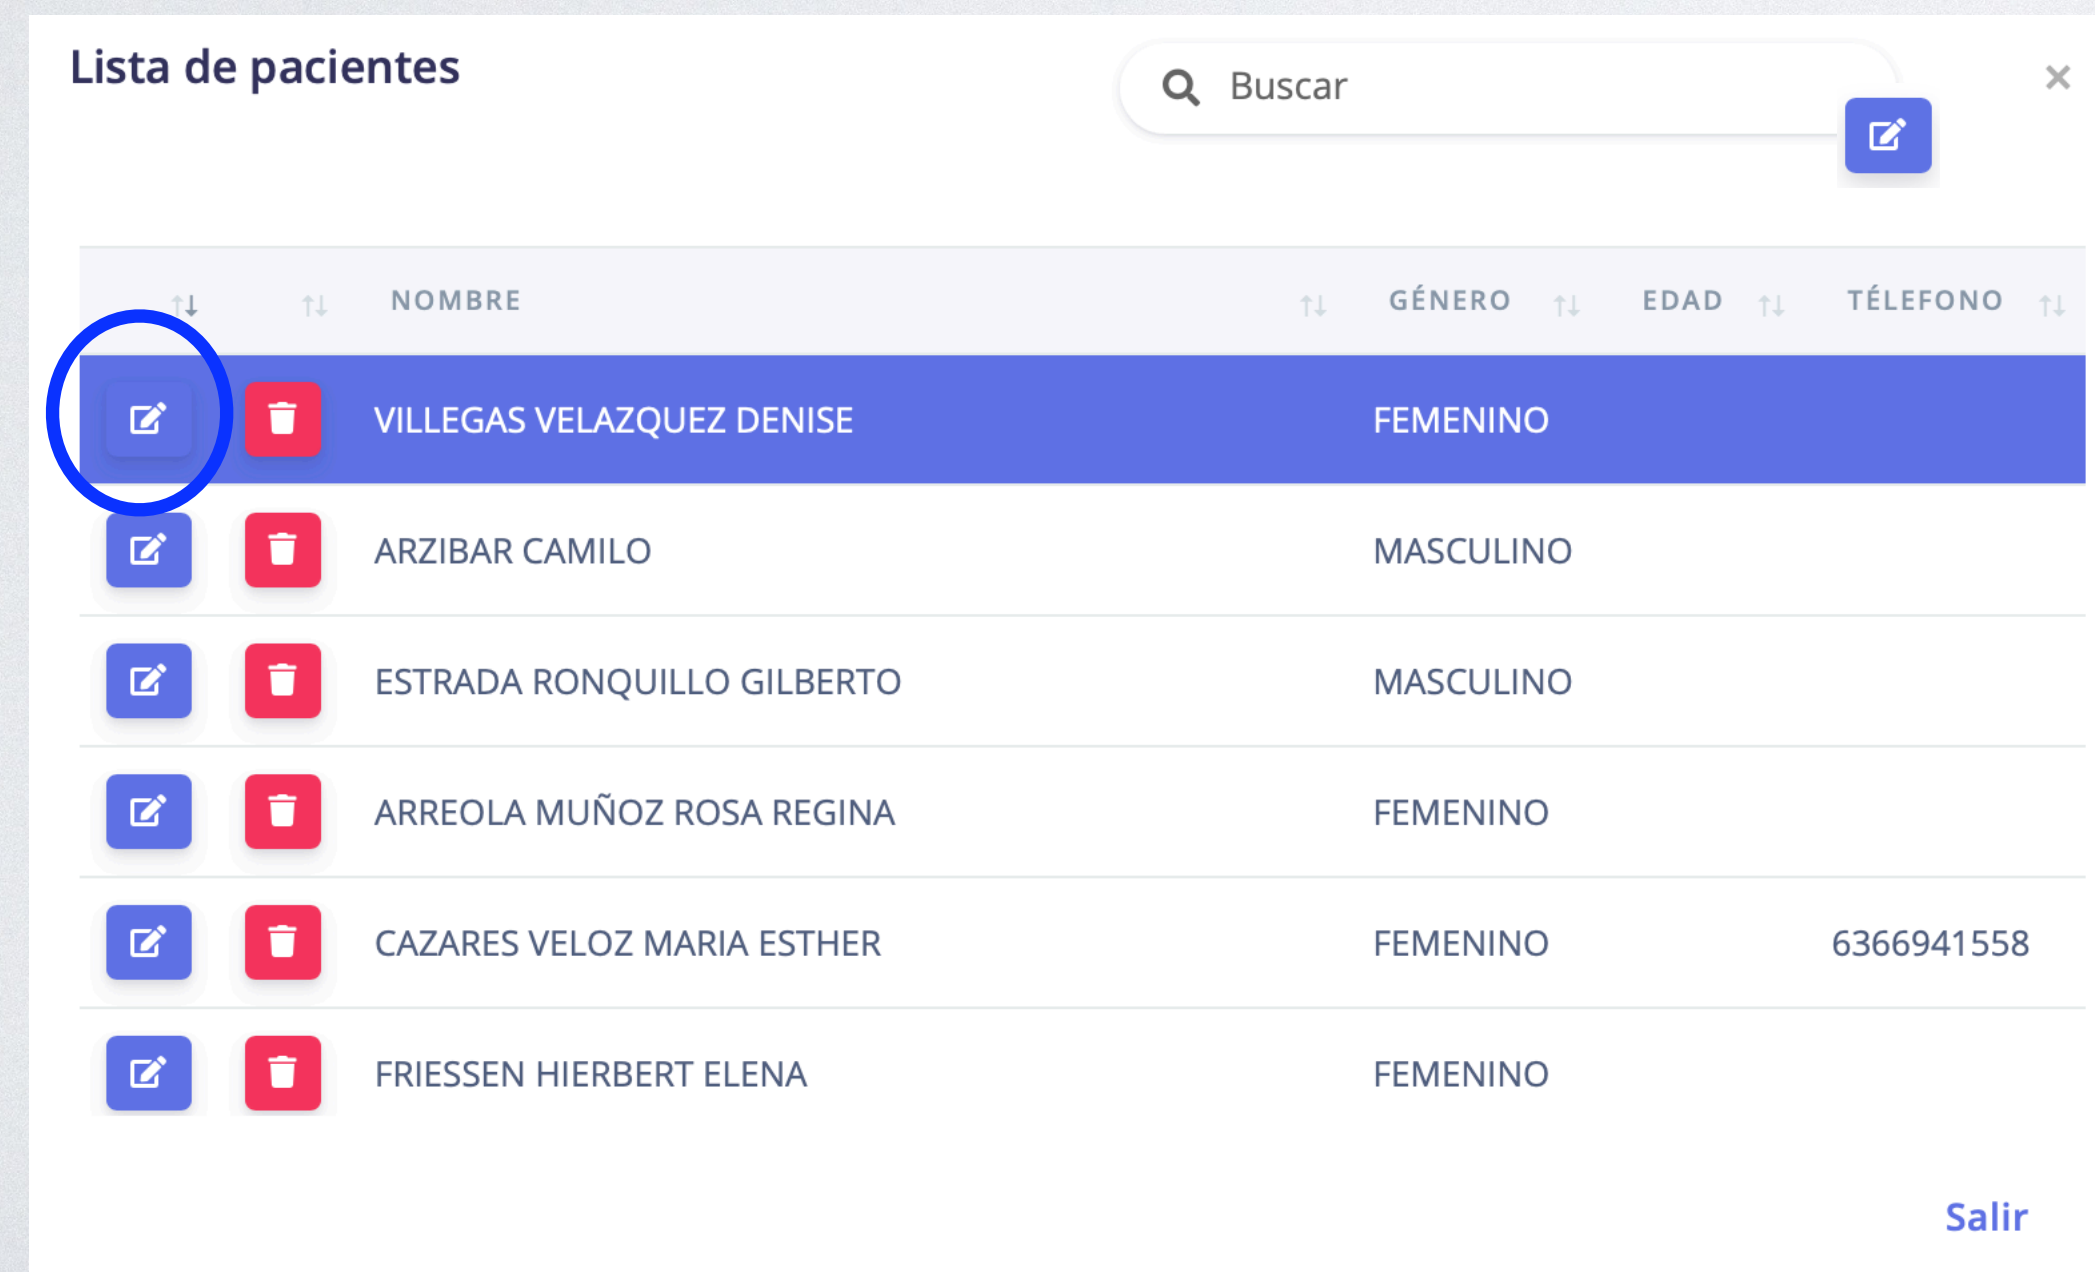 Lista de pacientes
Buscar
NOMBRE GÉNERO EDAD TÉLEFONO
VILLEGAS VELAZQUEZ DENISE FEMENINO
ARZIBAR CAMILO MASCULINO
ESTRADA RONQUILLO GILBERTO MASCULINO
ARREOLA MUÑOZ ROSA REGINA FEMENINO
CAZARES VELOZ MARIA ESTHER FEMENINO 6366941558
FRIESSEN HIERBERT ELENA FEMENINO
Salir